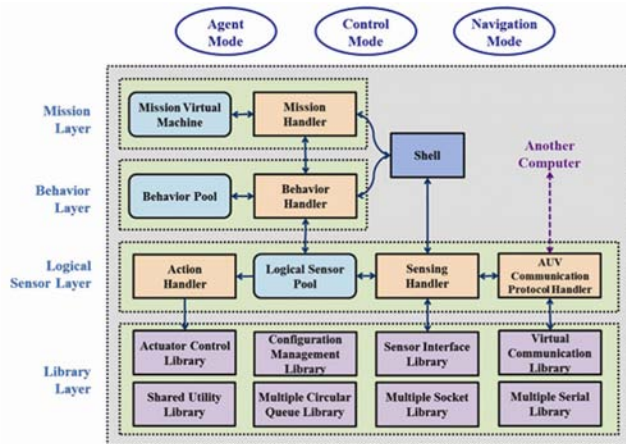 Agent
Mode
Control
Mode
Navigation
Mode
Mission
Layer
Mission Virtual
Machine
Mission
Handler
Shell
Another
Computer
Behavior
Layer
Behavior Pool
Behavior
Handler
Logical
Sensor Layer
Action
Handler
Logical Sensor
Pool
Sensing
Handler
AUV
Communication
Protocol Handler
Library
Layer
Actuator Control
Library
Configuration
Management Library
Sensor Interface
Library
Virtual
Communication
Library
Shared Utility
Library
Multiple Circular
Queue Library
Multiple Socket
Library
Multiple Serial
Library